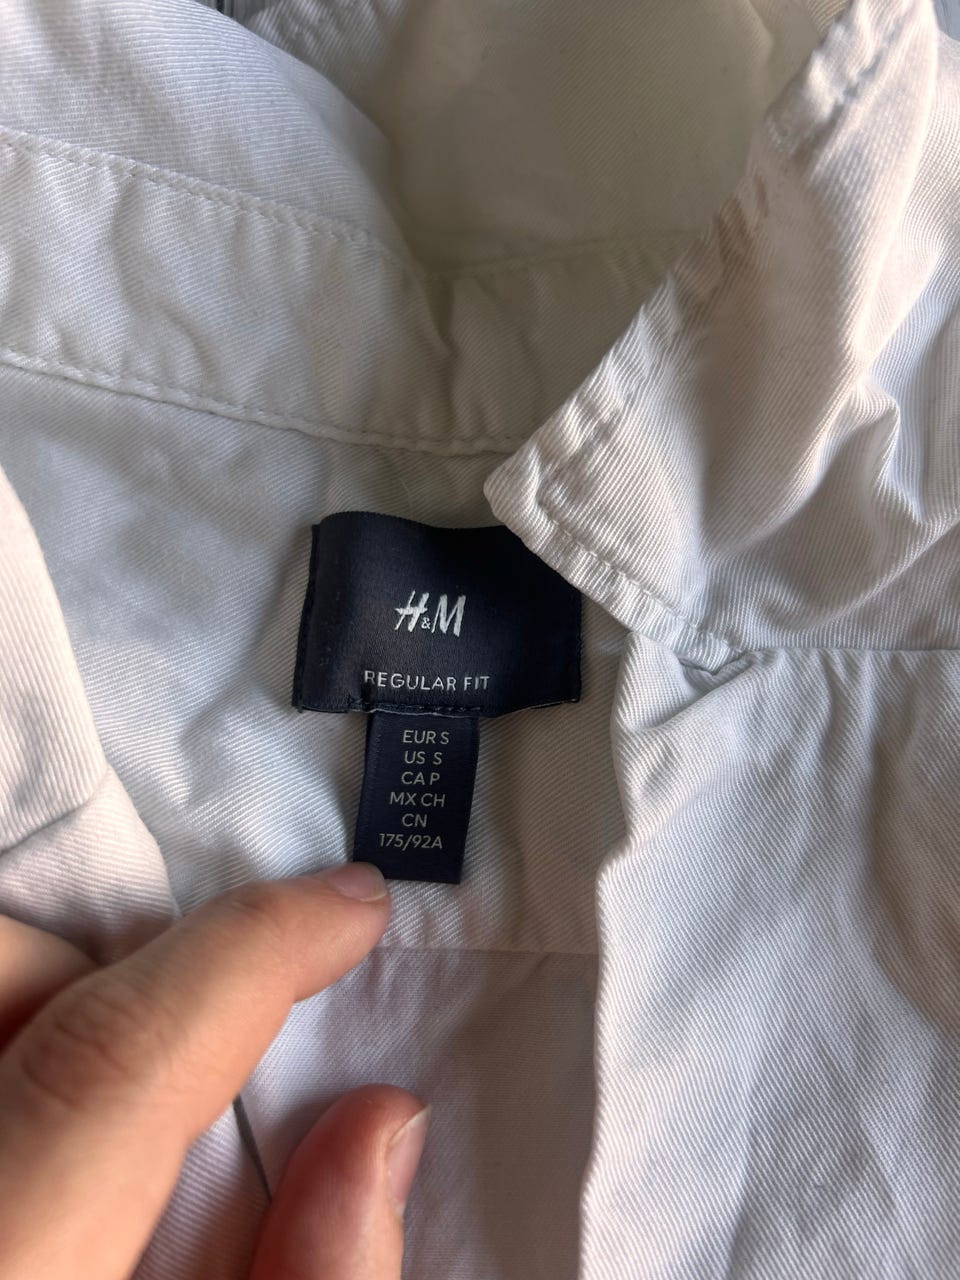 H&M
REGULAR FIT
EUR S
US S
CA P
MX CH
CN
175/92A